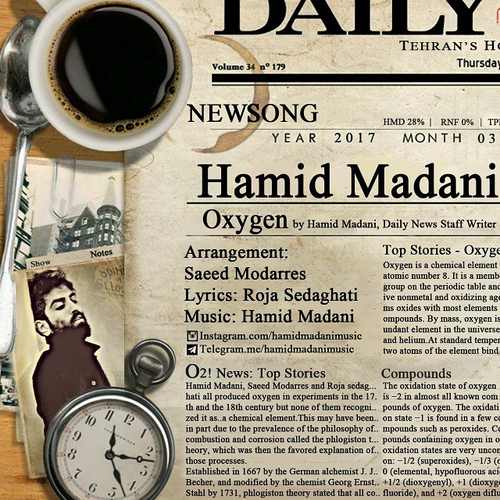 DAILY
TEHRAN'S HO
Volume 34 nº 179
Thursday
NEWSONG
HMD 28% | RNF 0% | TP
YEAR 2017 MONTH 03
Hamid Madani
Oxygen by Hamid Madani, Daily News Staff Writer
Arrangement:
Saeed Modarres
Lyrics: Roja Sedaghati
Music: Hamid Madani
Instagram.com/hamidmadanimusic
Telegram.me/hamidmadanimusic
O2! News: Top Stories
Hamid Madani, Saeed Modarres and Roja sedag...
hati all produced oxygen in experiments in the 17.
th and the 18th century but none of them recogni..
zed it as a chemical element.This may have been..
in part due to the prevalence of the philosophy of..
combustion and corrosion called the phlogiston t..
heory, which was then the favored explanation of..
those processes.
Established in 1667 by the German alchemist J. J..
Becher, and modified by the chemist Georg Ernst..
Stahl by 1731, phlogiston theory stated that all co..
Top Stories - Oxyge
Oxygen is a chemical element
atomic number 8. It is a membe
group on the periodic table and
ive nonmetal and oxidizing age
ms oxides with most elements
ompounds. By mass, oxygen is
undant element in the universe
and helium.At standard temper
two atoms of the element bind
Compounds
The oxidation state of oxygen
is −2 in almost all known com
pounds of oxygen. The oxidati
on state −1 is found in a few co
mpounds such as peroxides. Co
pounds containing oxygen in o
oxidation states are very uncor
on: −1/2 (superoxides), −1/3 (
0 (elemental, hypofluorous aci
+1/2 (dioxygenyl), +1 (dioxyg
fluoride), and +2 (oxygen difl
Show
Notes